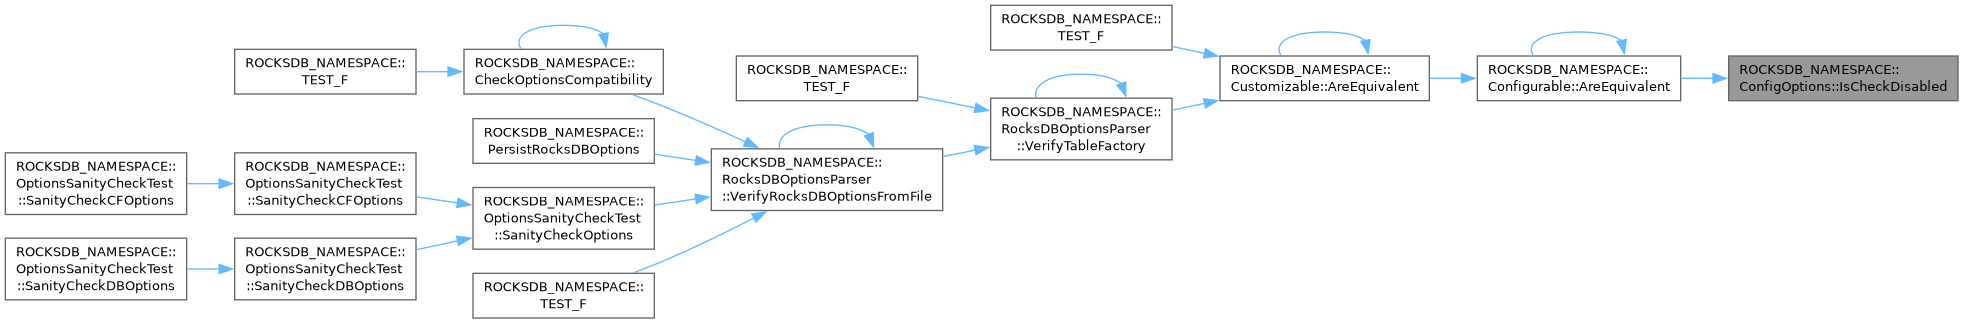 ROCKSDB_NAMESPACE::
OptionsSanityCheckTest
::SanityCheckCFOptions
ROCKSDB_NAMESPACE::
OptionsSanityCheckTest
::SanityCheckDBOptions
ROCKSDB_NAMESPACE::
TEST_F
ROCKSDB_NAMESPACE::
OptionsSanityCheckTest
::SanityCheckCFOptions
ROCKSDB_NAMESPACE::
OptionsSanityCheckTest
::SanityCheckDBOptions
ROCKSDB_NAMESPACE::
CheckOptionsCompatibility
ROCKSDB_NAMESPACE::
PersistRocksDBOptions
ROCKSDB_NAMESPACE::
OptionsSanityCheckTest
::SanityCheckOptions
ROCKSDB_NAMESPACE::
TEST_F
ROCKSDB_NAMESPACE::
TEST_F
ROCKSDB_NAMESPACE::
RocksDBOptionsParser
::VerifyRocksDBOptionsFromFile
ROCKSDB_NAMESPACE::
TEST_F
ROCKSDB_NAMESPACE::
RocksDBOptionsParser
::VerifyTableFactory
ROCKSDB_NAMESPACE::
Customizable::AreEquivalent
ROCKSDB_NAMESPACE::
Configurable::AreEquivalent
ROCKSDB_NAMESPACE::
ConfigOptions::IsCheckDisabled